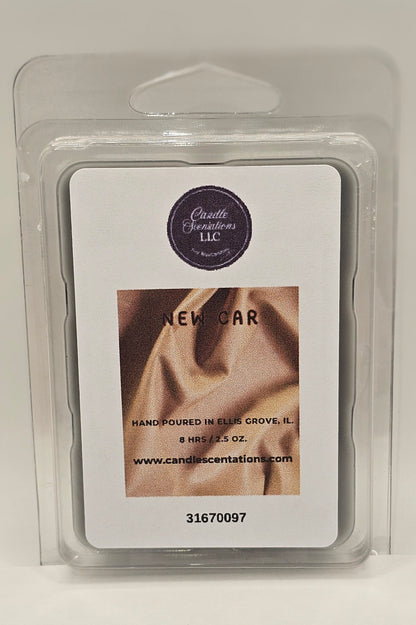 Candle
Scensations
LLC
NEW CAR
HAND POURED IN ELLIS GROVE, IL.
8 HRS / 2.5 OZ.
www.candlescentations.com
31670097